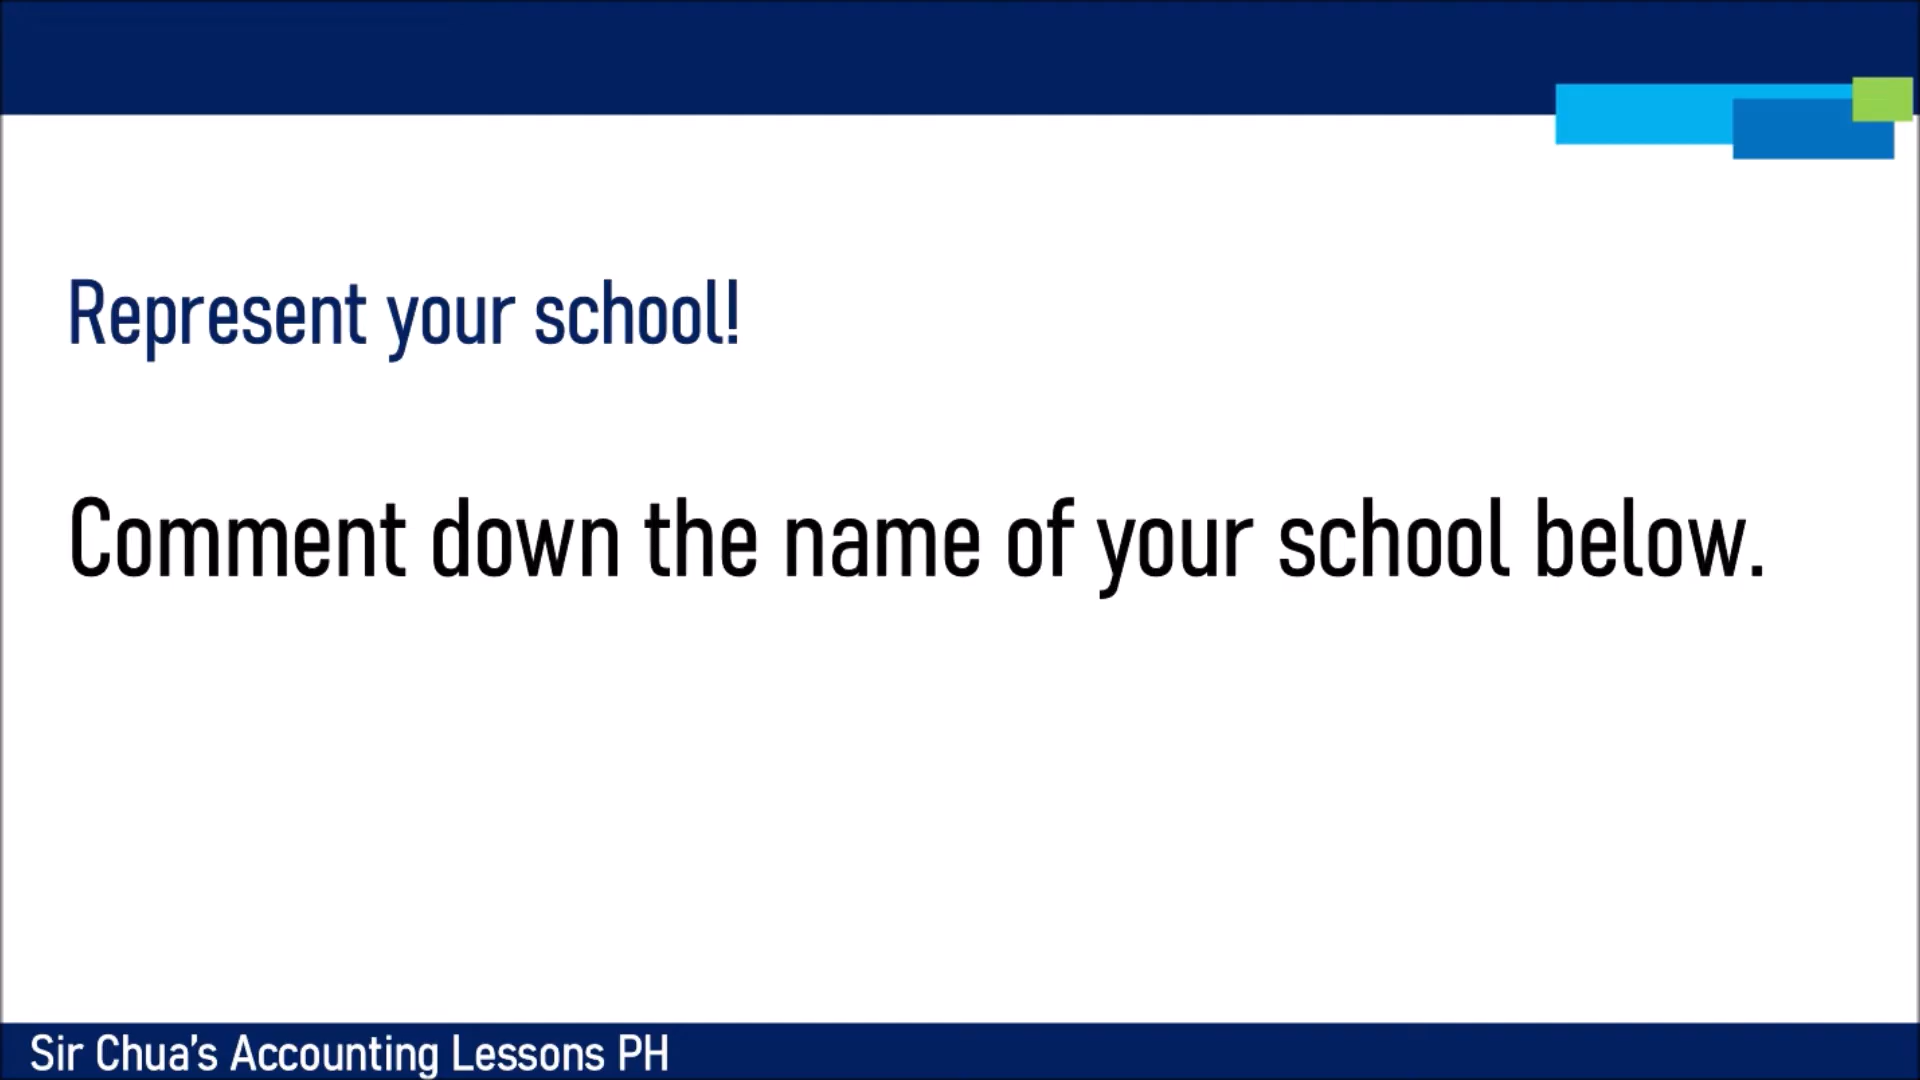 Represent your school!
Comment down the name of your school below.
Sir Chua’s Accounting Lessons PH